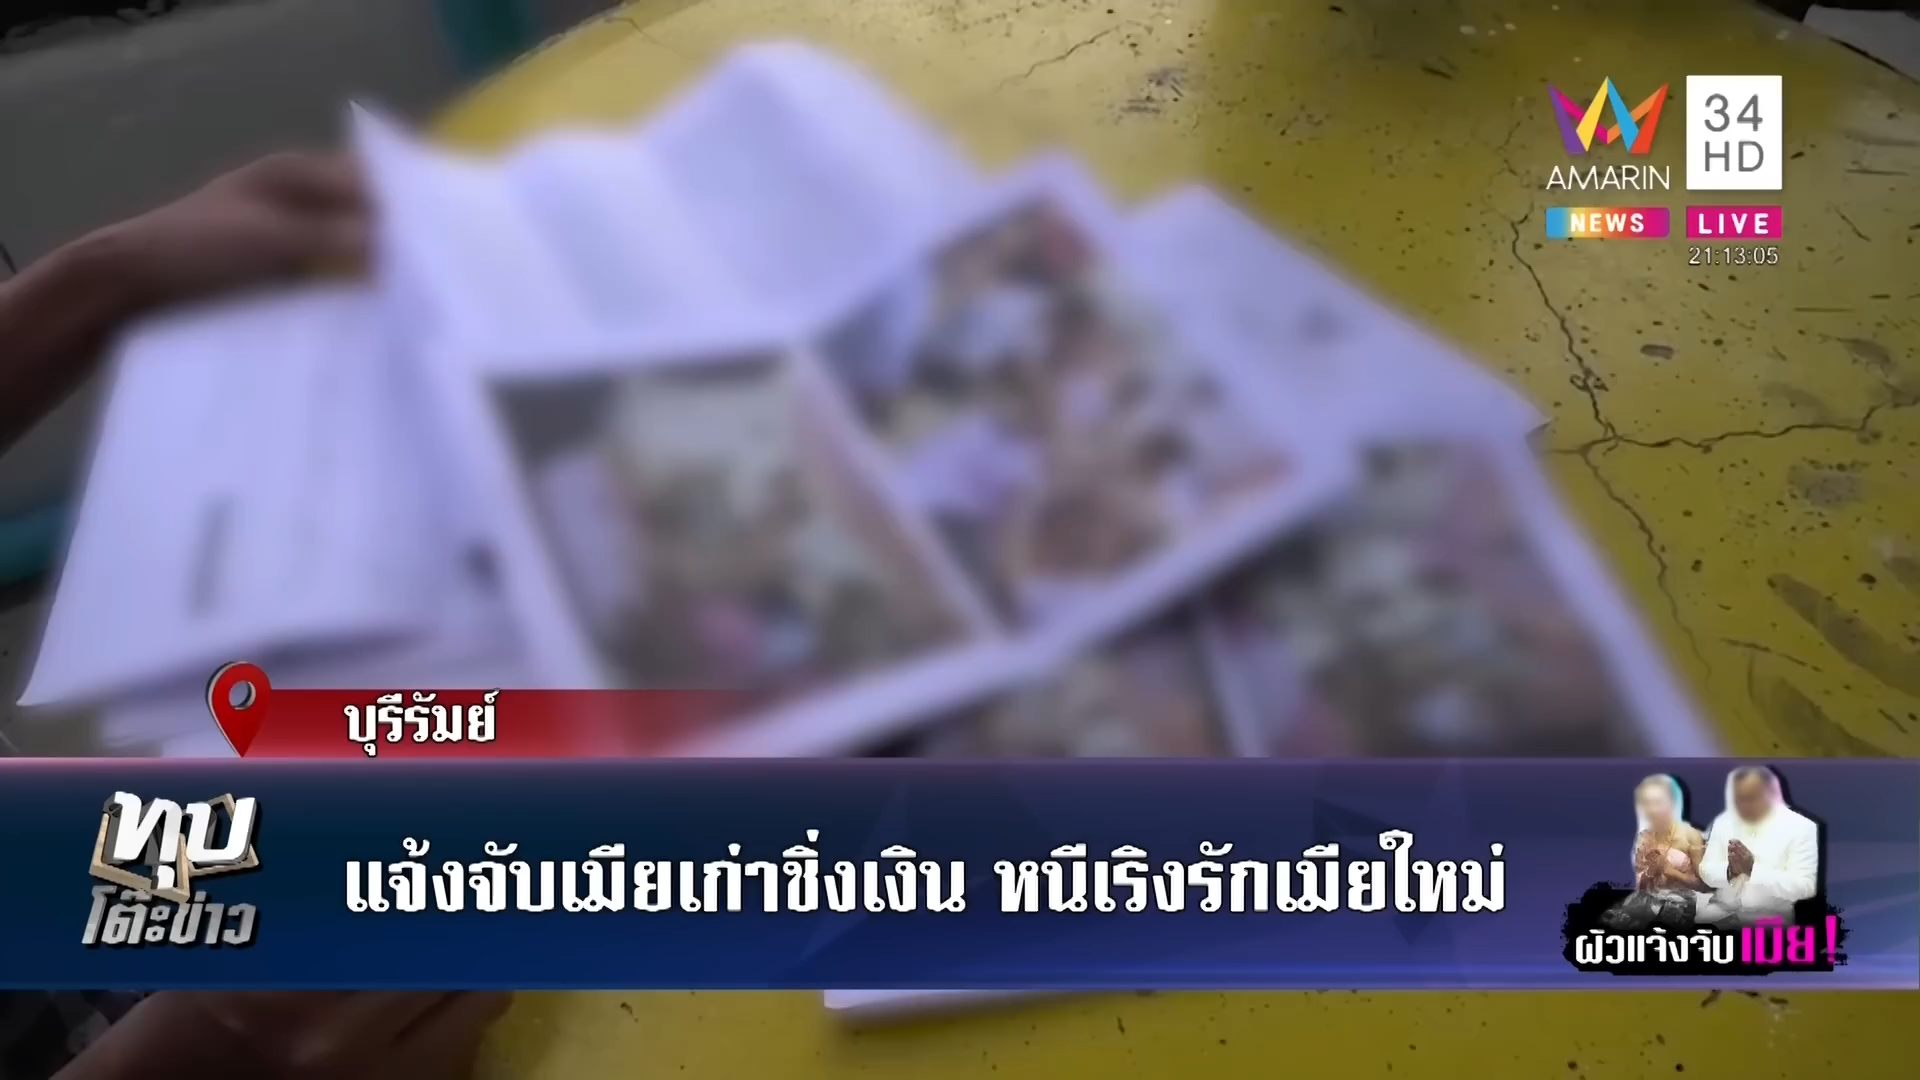 AMARIN
34
HD
NEWS
LIVE
21:13:05
บุรีรัมย์
ทุบ
โต๊ะข่าว
แจ้งจับเมียเก่าซิ่งเงิน หนีเริงรักเมียใหม่
ผัวแจ้งจับเมีย!